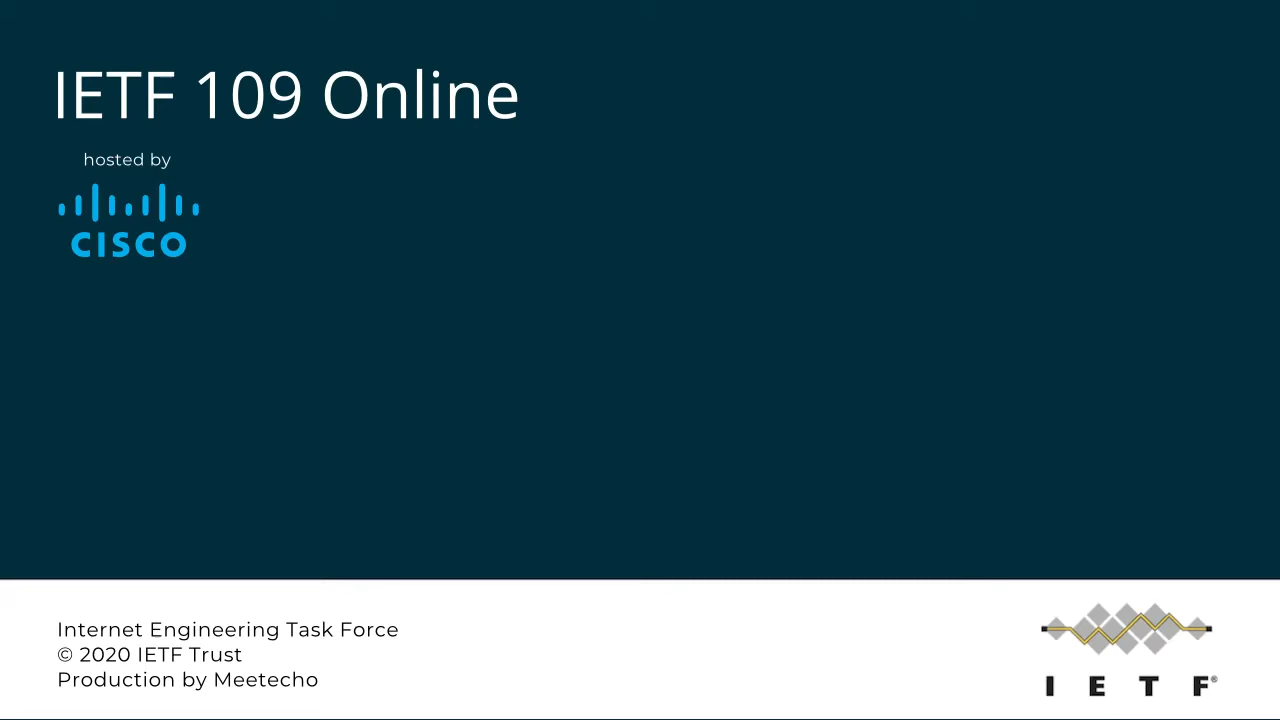 IETF 109 Online
hosted by
CISCO
Internet Engineering Task Force
© 2020 IETF Trust
Production by Meetecho
I E T F®